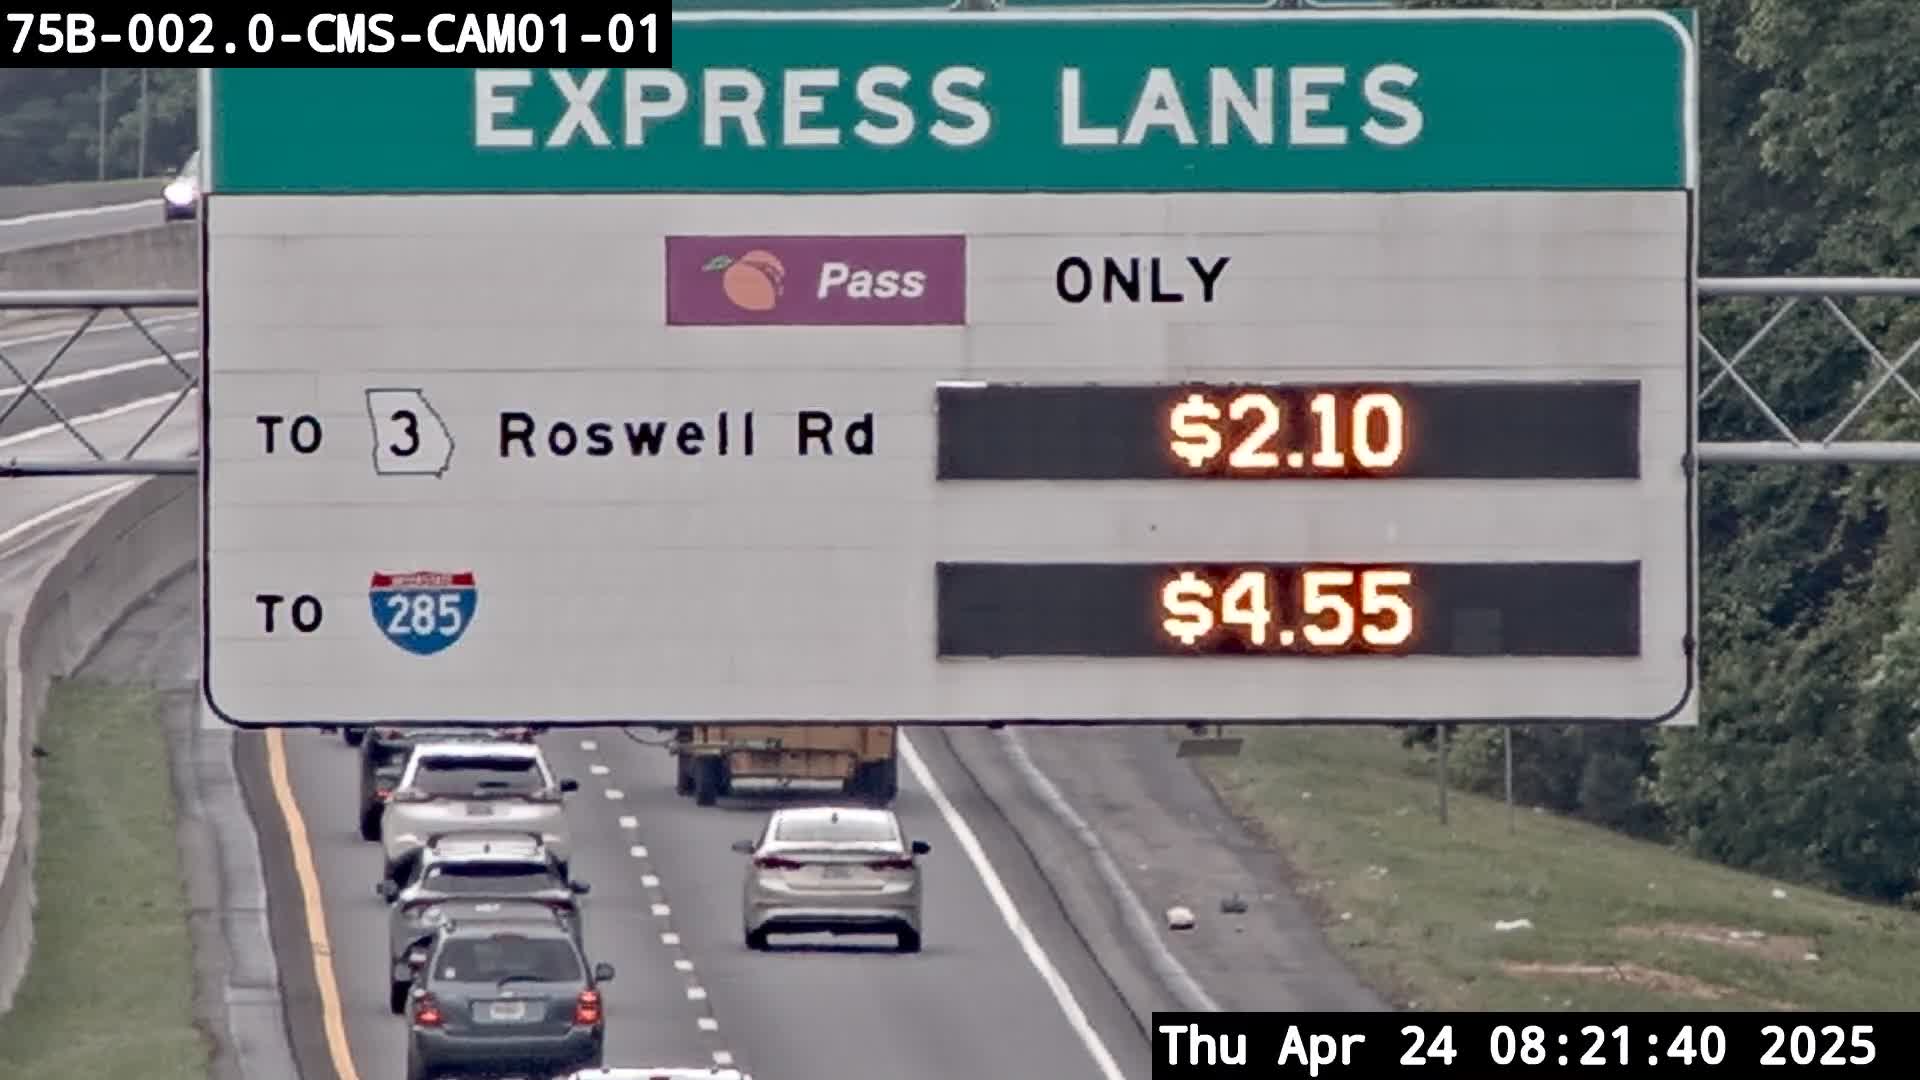 75B-002.0-CMS-CAM01-01
EXPRESS LANES
Pass ONLY
TO 3 Roswell Rd $2.10
INTERSTATE
TO 285 $4.55
Thu Apr 24 08:21:40 2025